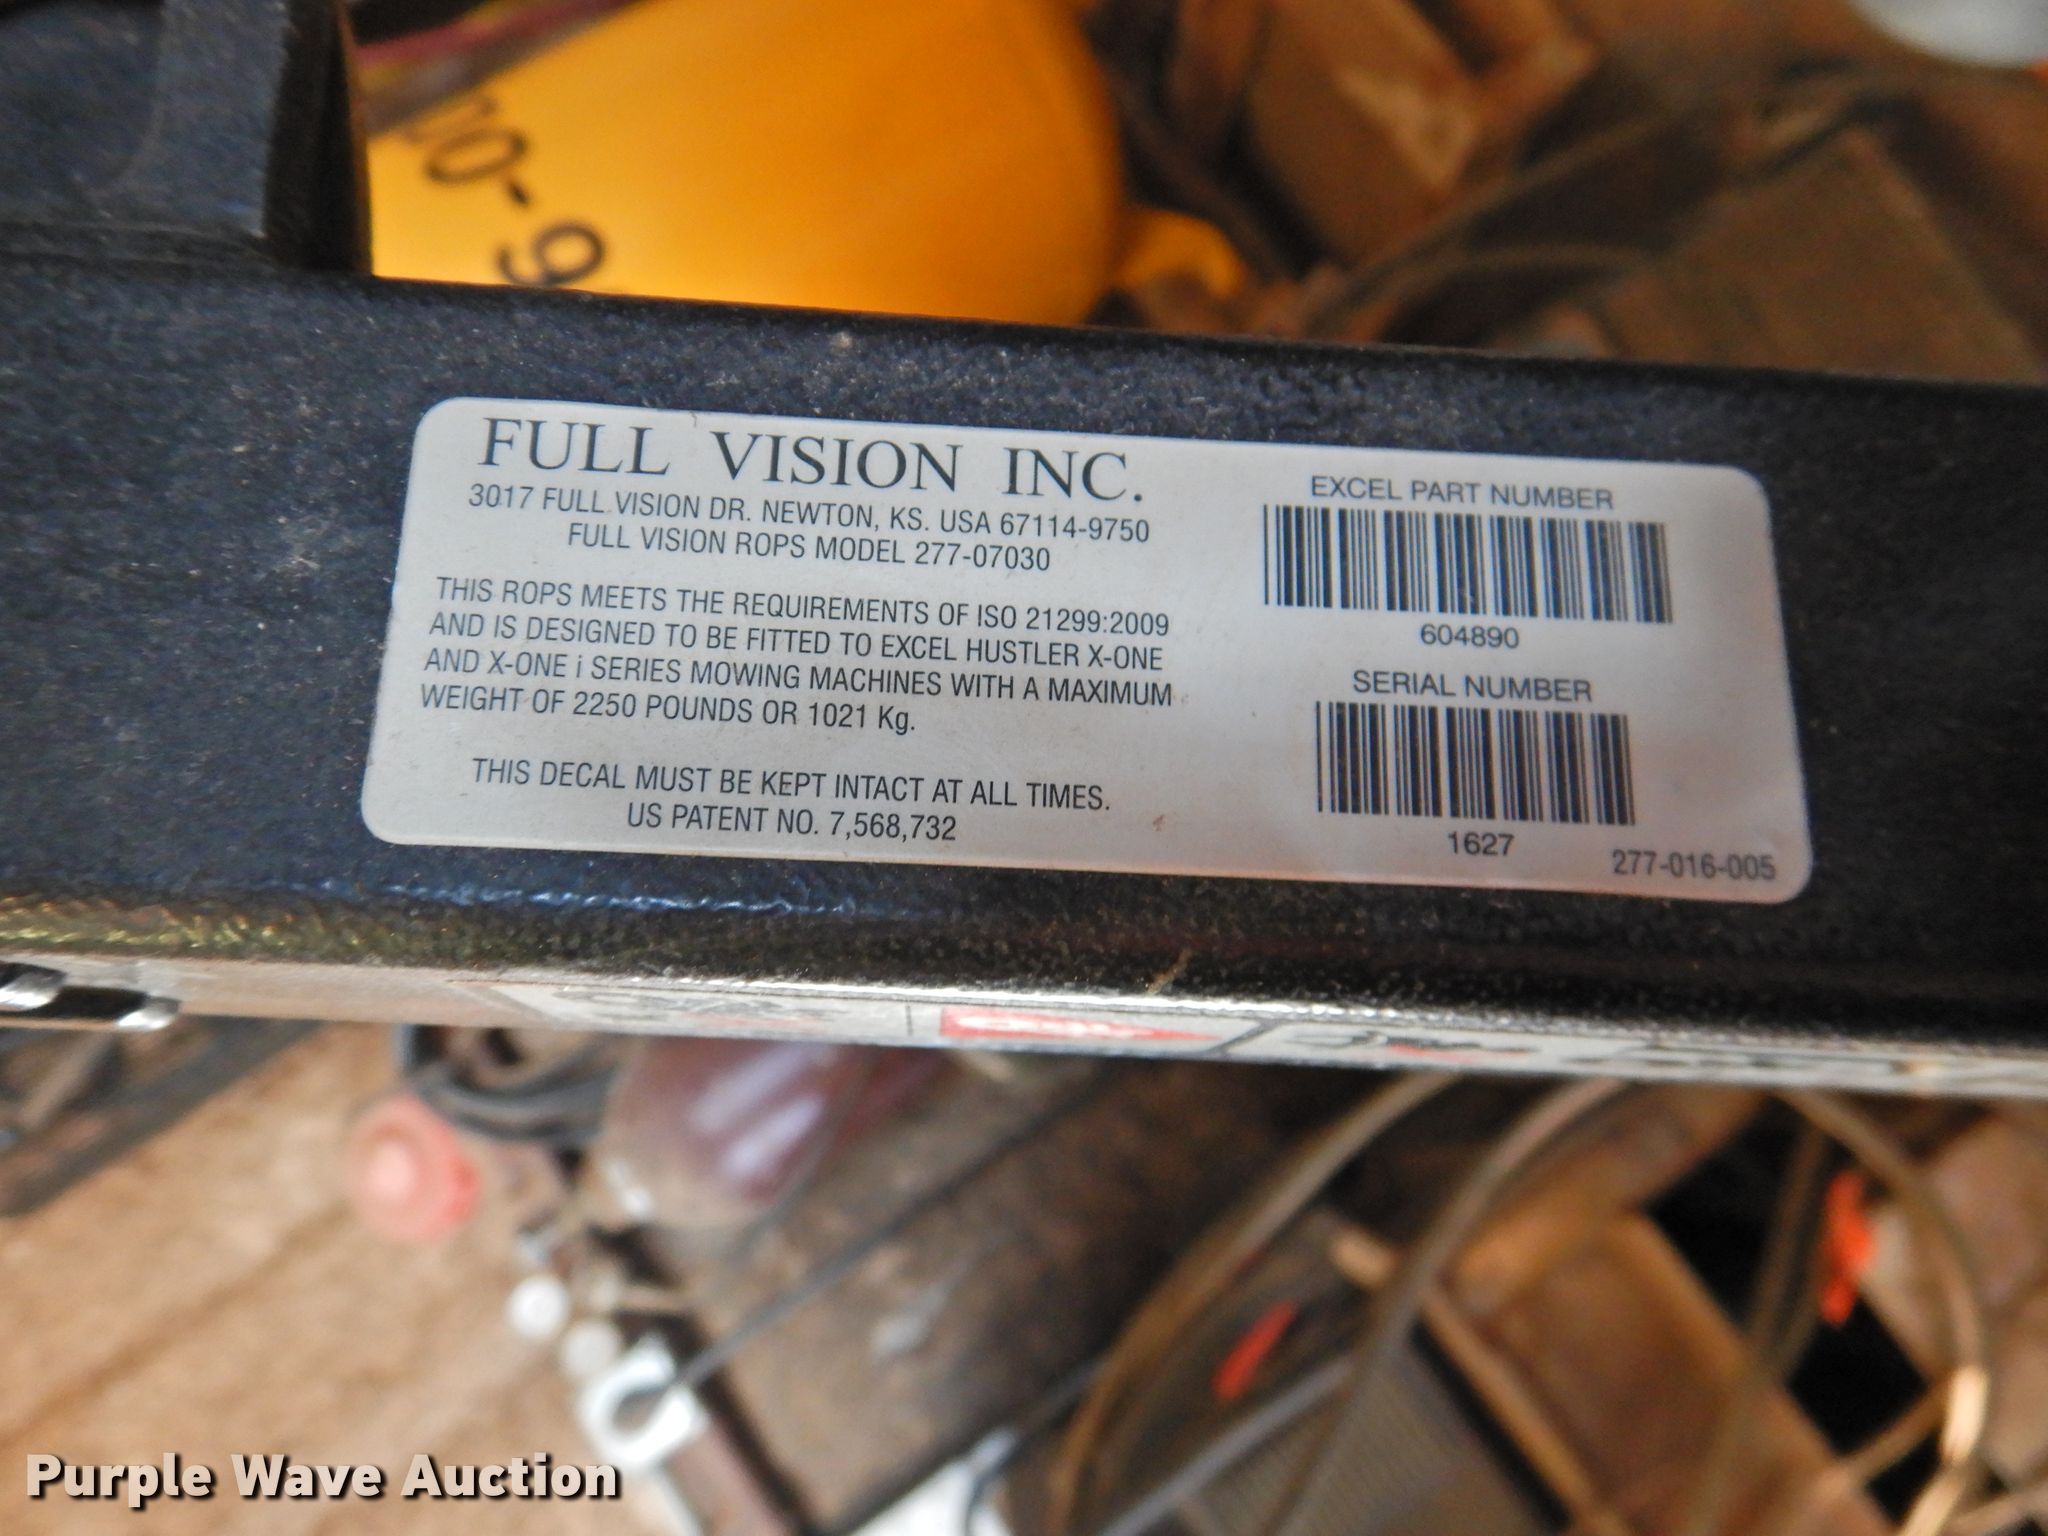 FULL VISION INC.
3017 FULL VISION DR. NEWTON, KS. USA 67114-9750
FULL VISION ROPS MODEL 277-07030
THIS ROPS MEETS THE REQUIREMENTS OF ISO 21299:2009
AND IS DESIGNED TO BE FITTED TO EXCEL HUSTLER X-ONE
AND X-ONE i SERIES MOWING MACHINES WITH A MAXIMUM
WEIGHT OF 2250 POUNDS OR 1021 Kg.
THIS DECAL MUST BE KEPT INTACT AT ALL TIMES.
US PATENT NO. 7,568,732
EXCEL PART NUMBER
604890
SERIAL NUMBER
1627
277-016-005
Purple Wave Auction